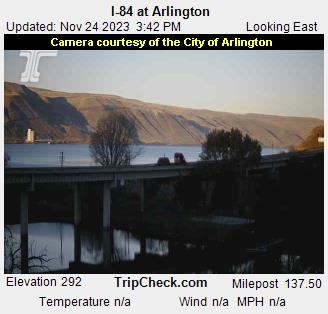 I-84 at Arlington
Updated: Nov 24 2023 3:42 PM Looking East
Camera courtesy of the City of Arlington
Elevation 292 TripCheck.com Milepost 137.50
Temperature n/a Wind n/a MPH n/a